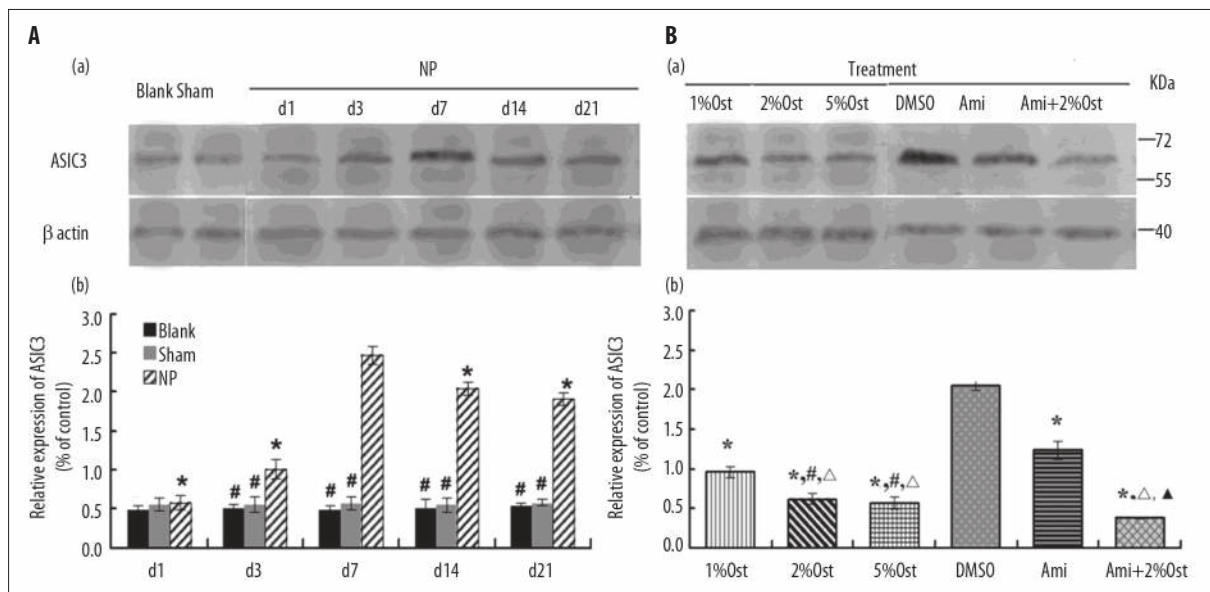 A
(a)
NP
Blank Sham
d1 d3 d7 d14 d21
ASIC3
β actin
(b)
Relative expression of ASIC3
(% of control)
3.0
2.5
2.0
1.5
1.0
0.5
0.0
Blank
Sham
NP
*
# # *
# #
# # *
# # *
d1 d3 d7 d14 d21
B
(a)
Treatment
KDa
1%Ost 2%Ost 5%Ost DMSO Ami Ami+2%Ost
72
55
40
(b)
Relative expression of ASIC3
(% of control)
3.0
2.5
2.0
1.5
1.0
0.5
0.0
*
*,#,△
*,#,△
*
*,△,▲
1%Ost 2%Ost 5%Ost DMSO Ami Ami+2%Ost